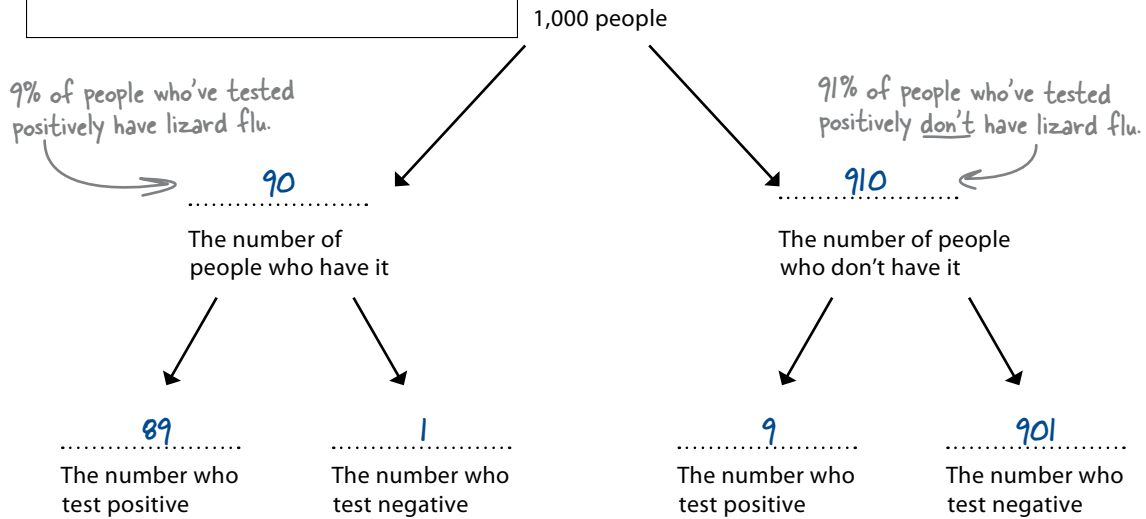 1,000 people
9% of people who've tested
positively have lizard flu.
91% of people who've tested
positively don't have lizard flu.
90
910
The number of
people who have it
The number of people
who don't have it
89
1
9
901
The number who
test positive
The number who
test negative
The number who
test positive
The number who
test negative